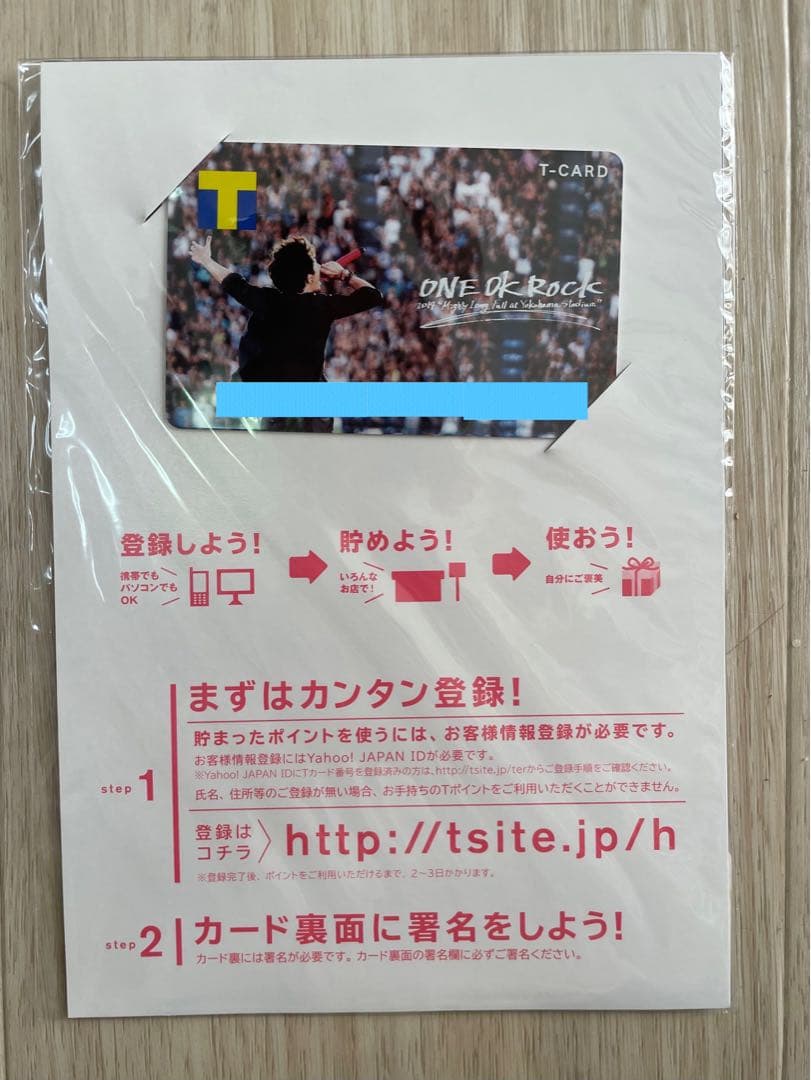 T
T-CARD
ONE OK ROCK
2014 "Mighty Long Fall at Yokohama Stadium"
登録しよう!
携帯でも
パソコンでも
OK
貯めよう!
いろんな
お店で!
使おう!
自分にご褒美
step 1
まずはカンタン登録!
貯まったポイントを使うには、お客様情報登録が必要です。
お客様情報登録にはYahoo! JAPAN IDが必要です。
※Yahoo! JAPAN IDにTカード番号を登録済みの方は、http://tsite.jp/terからご登録手順をご確認ください。
氏名、住所等のご登録が無い場合、お手持ちのTポイントをご利用いただくことができません。
登録は
コチラ
http://tsite.jp/h
※登録完了後、ポイントをご利用いただけるまで、2〜3日かかります。
step 2
カード裏面に署名をしよう!
カード裏には署名が必要です。カード裏面の署名欄に必ずご署名ください。